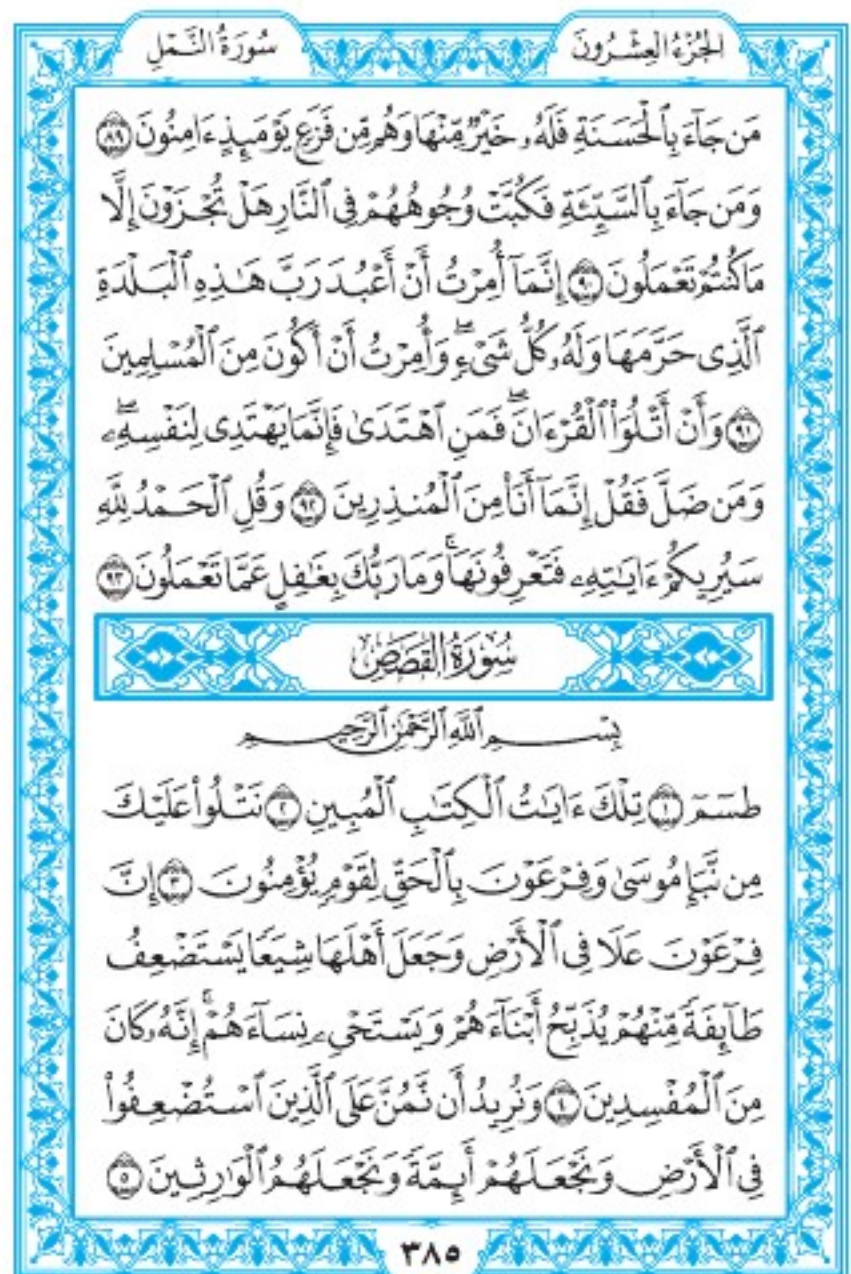 الجزء العشرون
سورة النمل
مَن جَآءَ بِٱلْحَسَنَةِ فَلَهُۥ خَيْرٌ مِّنْهَا وَهُم مِّن فَزَعٍ يَوْمَئِذٍ ءَامِنُونَ ٨٩
وَمَن جَآءَ بِٱلسَّيِّئَةِ فَكُبَّتْ وُجُوهُهُمْ فِى ٱلنَّارِ هَلْ تُجْزَوْنَ إِلَّا
مَا كُنتُمْ تَعْمَلُونَ ٩٠ إِنَّمَآ أُمِرْتُ أَنْ أَعْبُدَ رَبَّ هَٰذِهِ ٱلْبَلْدَةِ
ٱلَّذِى حَرَّمَهَا وَلَهُۥ كُلُّ شَىْءٍ ۖ وَأُمِرْتُ أَنْ أَكُونَ مِنَ ٱلْمُسْلِمِينَ
٩١ وَأَنْ أَتْلُوَا۟ ٱلْقُرْءَانَ ۖ فَمَنِ ٱهْتَدَىٰ فَإِنَّمَا يَهْتَدِى لِنَفْسِهِۦ ۖ
وَمَن ضَلَّ فَقُلْ إِنَّمَآ أَنَا۠ مِنَ ٱلْمُنذِرِينَ ٩٢ وَقُلِ ٱلْحَمْدُ لِلَّهِ
سَيُرِيكُمْ ءَايَٰتِهِۦ فَتَعْرِفُونَهَا ۚ وَمَا رَبُّكَ بِغَٰفِلٍ عَمَّا تَعْمَلُونَ ٩٣
سُورَةُ القَصَصِ
بِسْمِ ٱللَّهِ ٱلرَّحْمَٰنِ ٱلرَّحِيمِ
طسٓمٓ ١ تِلْكَ ءَايَٰتُ ٱلْكِتَٰبِ ٱلْمُبِينِ ٢ نَتْلُوا۟ عَلَيْكَ
مِن نَّبَإِ مُوسَىٰ وَفِرْعَوْنَ بِٱلْحَقِّ لِقَوْمٍ يُؤْمِنُونَ ٣ إِنَّ
فِرْعَوْنَ عَلَا فِى ٱلْأَرْضِ وَجَعَلَ أَهْلَهَا شِيَعًا يَسْتَضْعِفُ
طَآئِفَةً مِّنْهُمْ يُذَبِّحُ أَبْنَآءَهُمْ وَيَسْتَحْىِۦ نِسَآءَهُمْ ۚ إِنَّهُۥ كَانَ
مِنَ ٱلْمُفْسِدِينَ ٤ وَنُرِيدُ أَن نَّمُنَّ عَلَى ٱلَّذِينَ ٱسْتُضْعِفُوا۟
فِى ٱلْأَرْضِ وَنَجْعَلَهُمْ أَئِمَّةً وَنَجْعَلَهُمُ ٱلْوَٰرِثِينَ ٥
٣٨٥